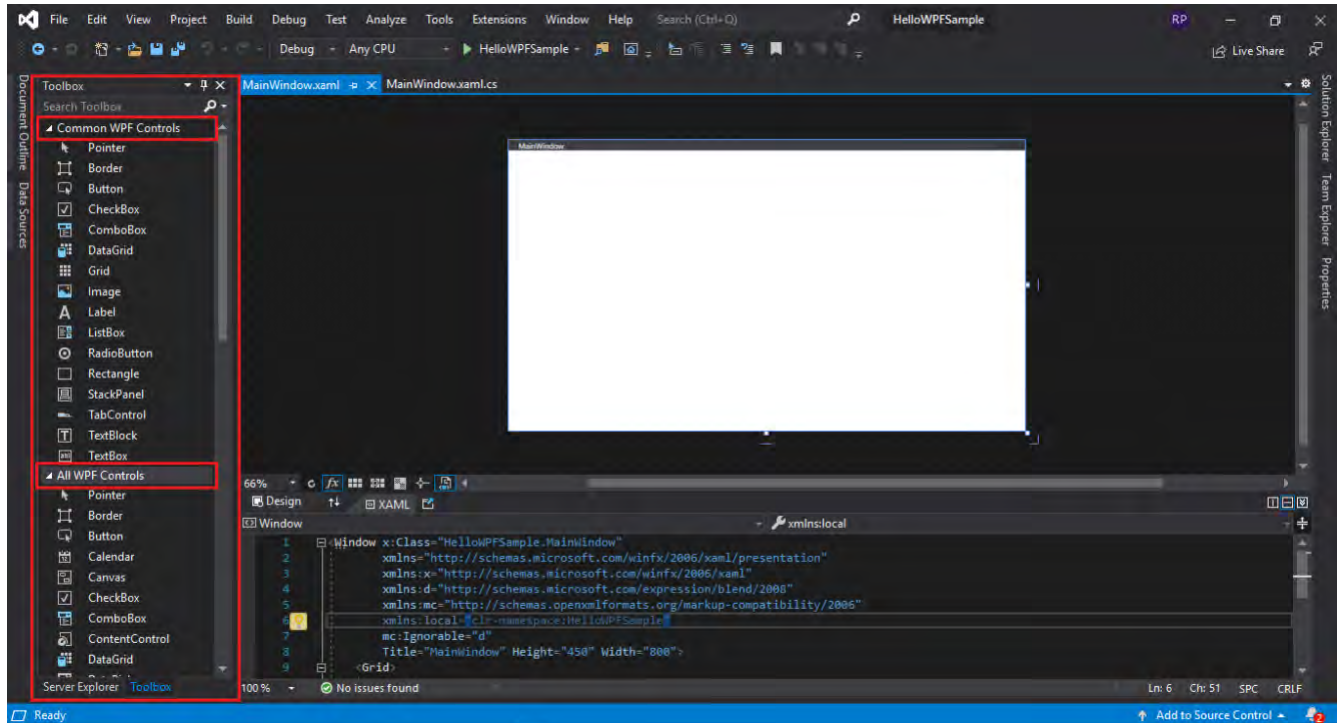 File Edit View Project Build Debug Test Analyze Tools Extensions Window Help Search (Ctrl+Q) HelloWPFSample RP
Debug Any CPU HelloWPFSample Live Share
Document Outline
Data Sources
Toolbox
Search Toolbox
Common WPF Controls
Pointer
Border
Button
CheckBox
ComboBox
DataGrid
Grid
Image
Label
ListBox
RadioButton
Rectangle
StackPanel
TabControl
TextBlock
TextBox
All WPF Controls
Pointer
Border
Button
Calendar
Canvas
CheckBox
ComboBox
ContentControl
DataGrid
Server Explorer Toolbox
MainWindow.xaml MainWindow.xaml.cs
MainWindow
66% fx
Design XAML
Window xmlns:local
1 <Window x:Class="HelloWPFSample.MainWindow"
2 xmlns="http://schemas.microsoft.com/winfx/2006/xaml/presentation"
3 xmlns:x="http://schemas.microsoft.com/winfx/2006/xaml"
4 xmlns:d="http://schemas.microsoft.com/expression/blend/2008"
5 xmlns:mc="http://schemas.openxmlformats.org/markup-compatibility/2006"
6 xmlns:local="clr-namespace:HelloWPFSample"
7 mc:Ignorable="d"
8 Title="MainWindow" Height="450" Width="800">
9 <Grid>
100 % No issues found Ln: 6 Ch: 51 SPC CRLF
Solution Explorer
Team Explorer
Properties
Ready Add to Source Control 2